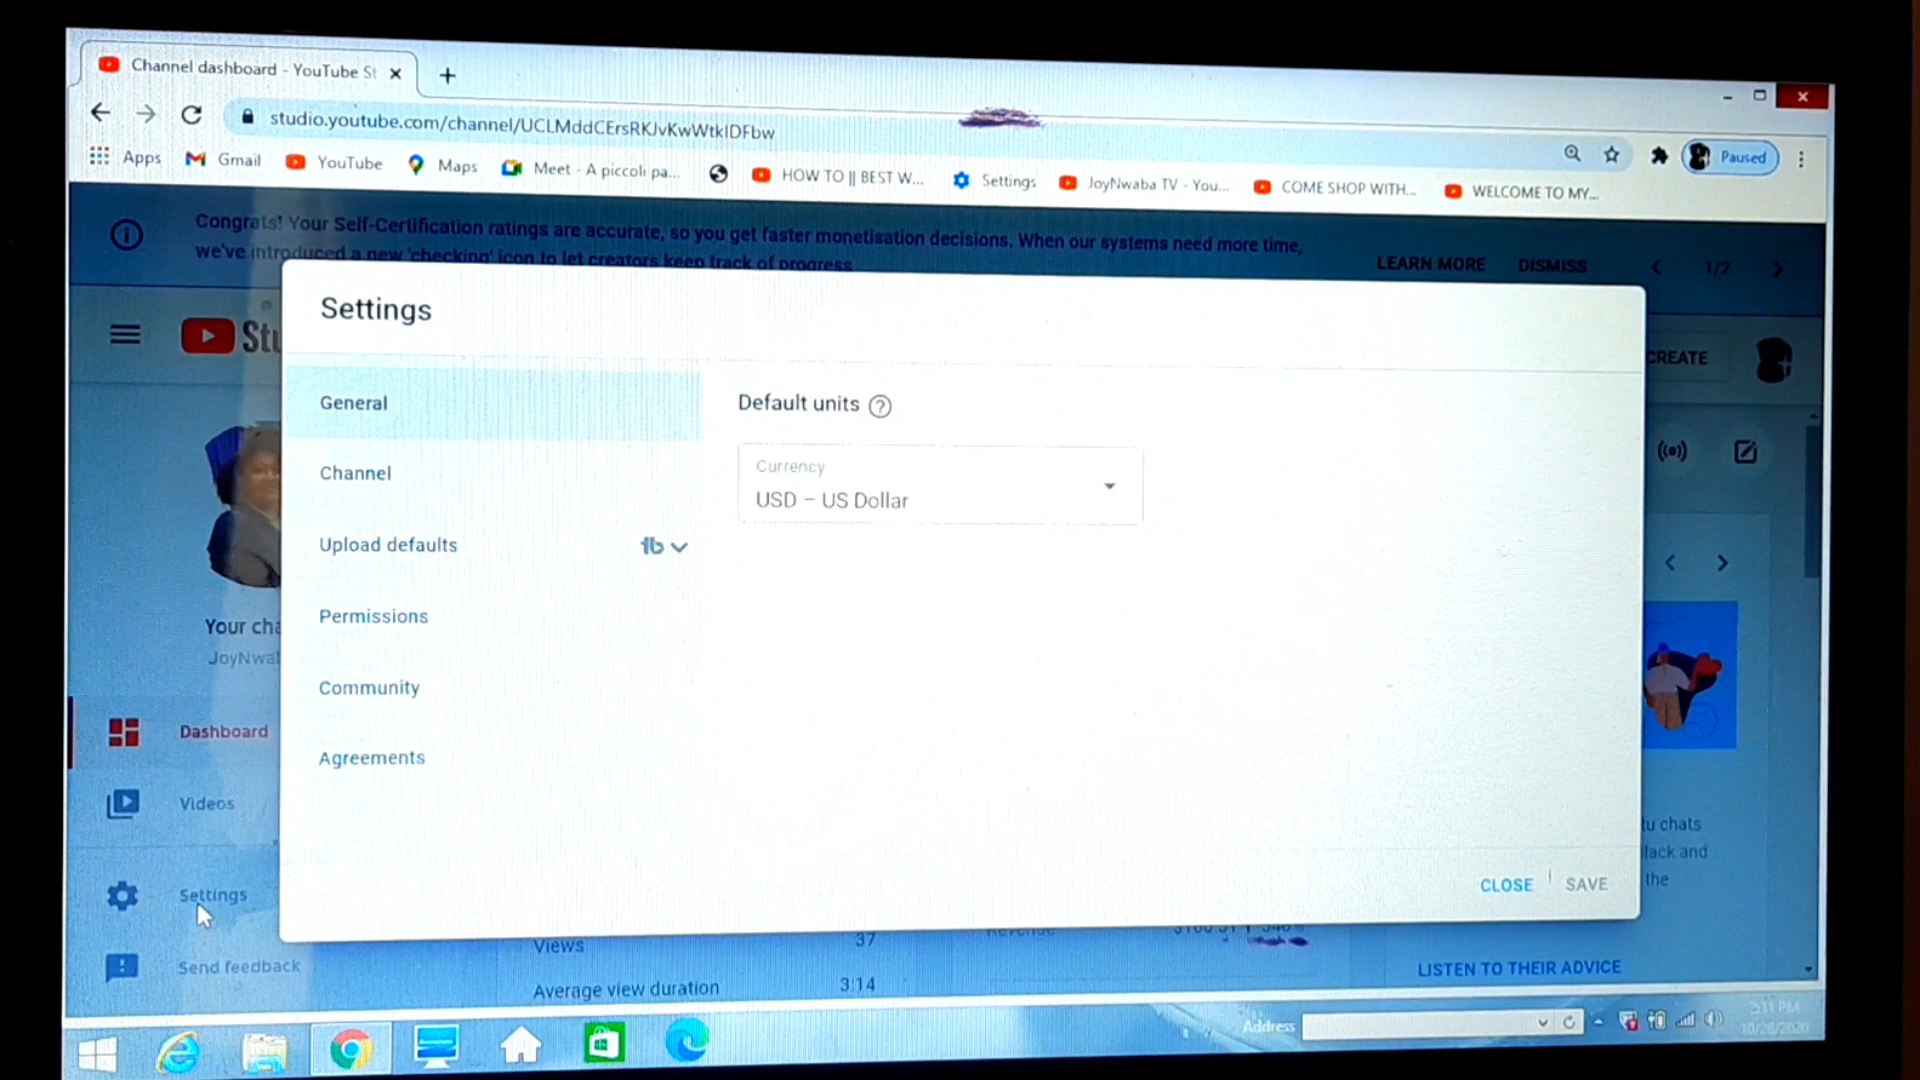 Channel dashboard - YouTube St
studio.youtube.com/channel/UCLMddCErsRKJvKwWtkIDFbw
Paused
Apps Gmail YouTube Maps Meet - A piccoli pa... HOW TO || BEST W... Settings JoyNwaba TV - You... COME SHOP WITH... WELCOME TO MY...
Congrats! Your Self-Certification ratings are accurate, so you get faster monetisation decisions. When our systems need more time,
we've introduced a new 'checking' icon to let creators keep track of progress
LEARN MORE DISMISS 1/2
Settings
Stu
CREATE
General
Default units
Currency
USD – US Dollar
Channel
Upload defaults
Permissions
Your cha
JoyNwa
Community
Dashboard
Agreements
Videos
tu chats
lack and
the
CLOSE SAVE
Settings
Views 37 Revenue
Send feedback
LISTEN TO THEIR ADVICE
Average view duration 3:14
Address
2:11 PM